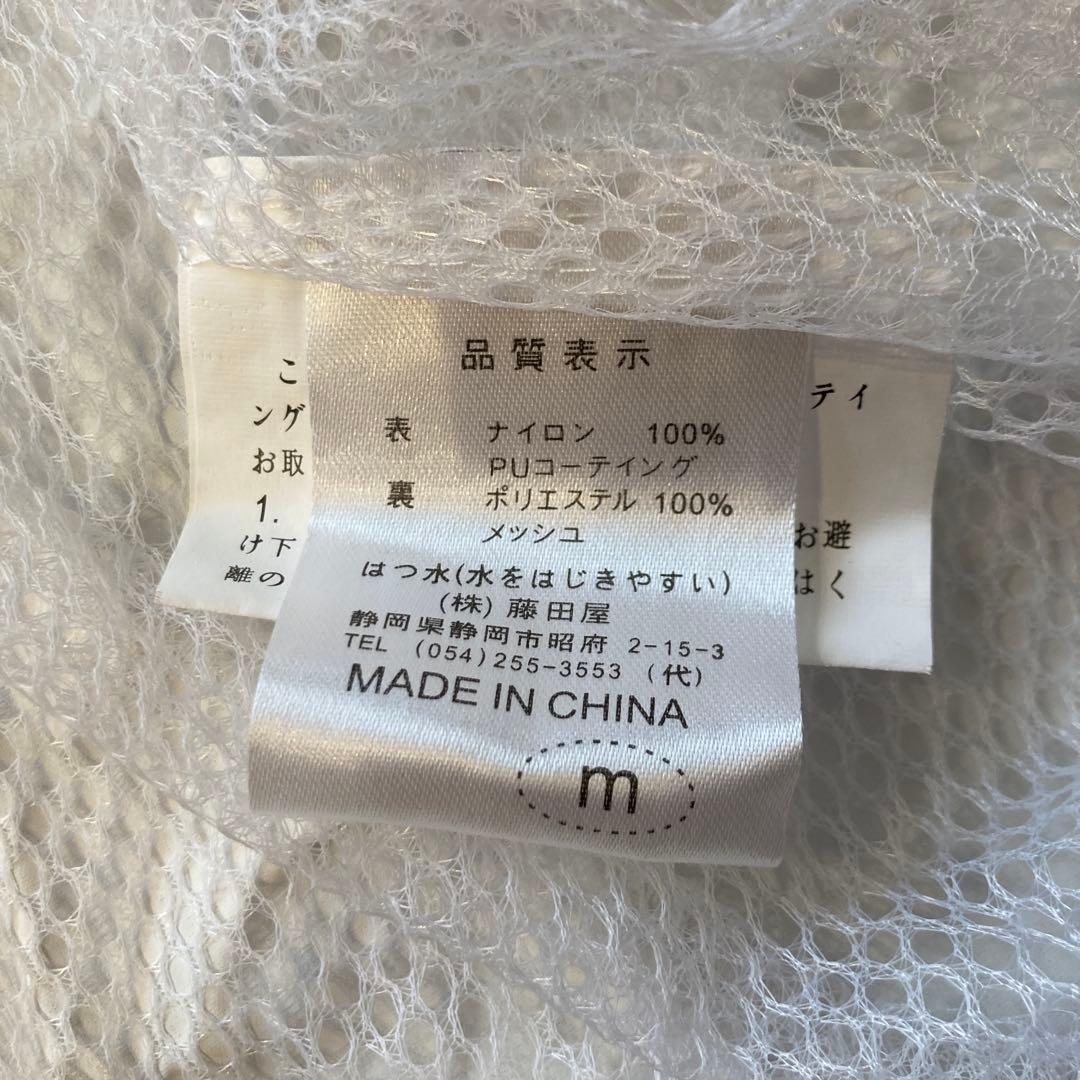 品質表示
表 ナイロン 100%
PUコーテイング
裏 ポリエステル 100%
メッシユ
はつ水(水をはじきやすい)
(株) 藤田屋
静岡県静岡市昭府 2-15-3
TEL (054)255-3553 (代)
MADE IN CHINA
m
こ
ング
お取
1.
け下
離の
テイ
お避
はく